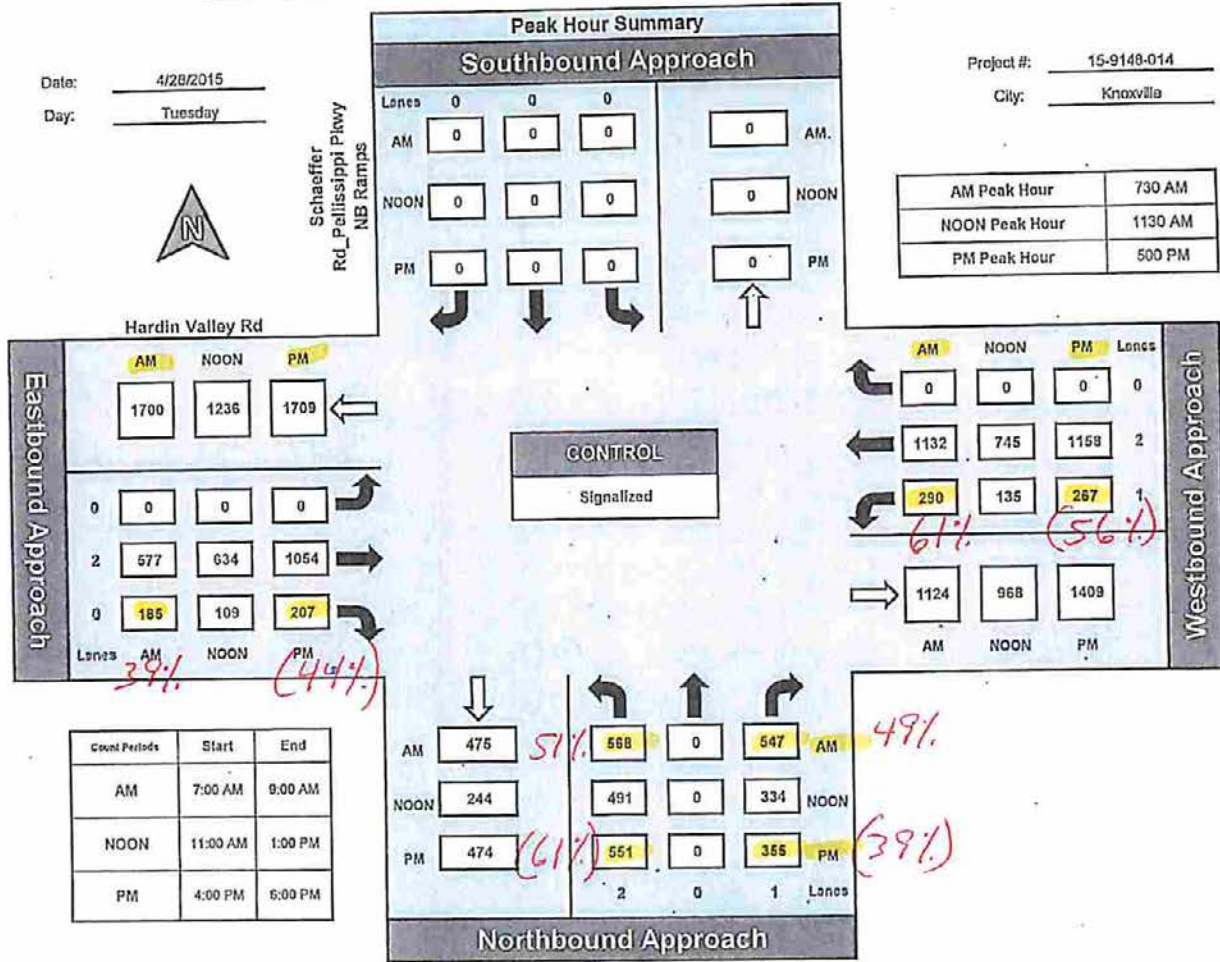 Peak Hour Summary
Southbound Approach
Date: 4/28/2015
Day: Tuesday
Project #: 15-9148-014
City: Knoxville
N
Schaeffer
Rd_Pellissippi Pkwy
NB Ramps
Lanes 0 0 0
AM 0 0 0 0 AM.
NOON 0 0 0 0 NOON
PM 0 0 0 0 PM
AM Peak Hour 730 AM
NOON Peak Hour 1130 AM
PM Peak Hour 500 PM
Hardin Valley Rd
Eastbound Approach
AM NOON PM
1700 1236 1709
0 0 0 0
2 577 634 1054
0 185 109 207
Lanes AM NOON PM
39% (44%)
CONTROL
Signalized
AM NOON PM Lanes
0 0 0 0
1132 745 1158 2
290 135 267 1
61% (56%)
1124 968 1409
AM NOON PM
Westbound Approach
Count Periods Start End
AM 7:00 AM 9:00 AM
NOON 11:00 AM 1:00 PM
PM 4:00 PM 6:00 PM
AM 475 51% 568 0 547 AM 49%
NOON 244 491 0 334 NOON
PM 474 (61%) 551 0 355 PM (39%)
2 0 1 Lanes
Northbound Approach